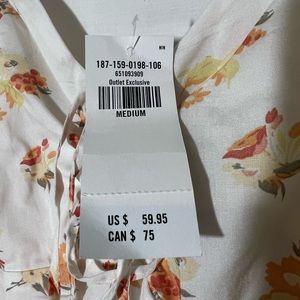 187-159-0198-106
651093909
Outlet Exclusive
MEDIUM
US $ 59.95
CAN $ 75